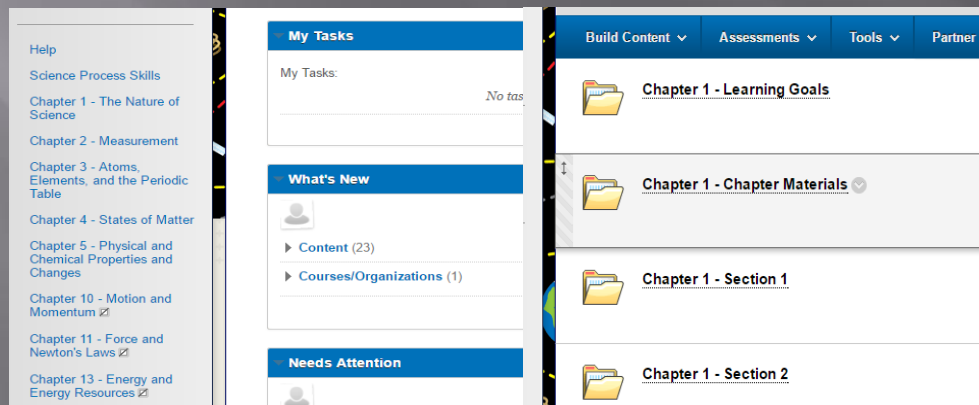 Help
Science Process Skills
Chapter 1 - The Nature of
Science
Chapter 2 - Measurement
Chapter 3 - Atoms,
Elements, and the Periodic
Table
Chapter 4 - States of Matter
Chapter 5 - Physical and
Chemical Properties and
Changes
Chapter 10 - Motion and
Momentum
Chapter 11 - Force and
Newton's Laws
Chapter 13 - Energy and
Energy Resources
My Tasks
My Tasks:
No tas
What's New
Content (23)
Courses/Organizations (1)
Needs Attention
Build Content Assessments Tools Partner
Chapter 1 - Learning Goals
Chapter 1 - Chapter Materials
Chapter 1 - Section 1
Chapter 1 - Section 2